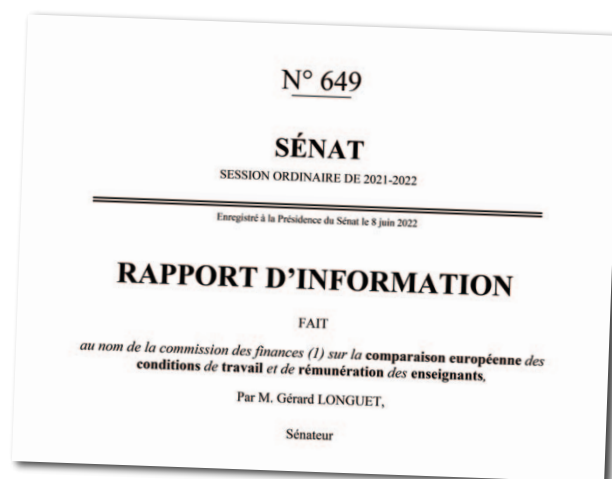 N° 649
SÉNAT
SESSION ORDINAIRE DE 2021-2022
Enregistré à la Présidence du Sénat le 8 juin 2022
RAPPORT D’INFORMATION
FAIT
au nom de la commission des finances (1) sur la comparaison européenne des
conditions de travail et de rémunération des enseignants,
Par M. Gérard LONGUET,
Sénateur